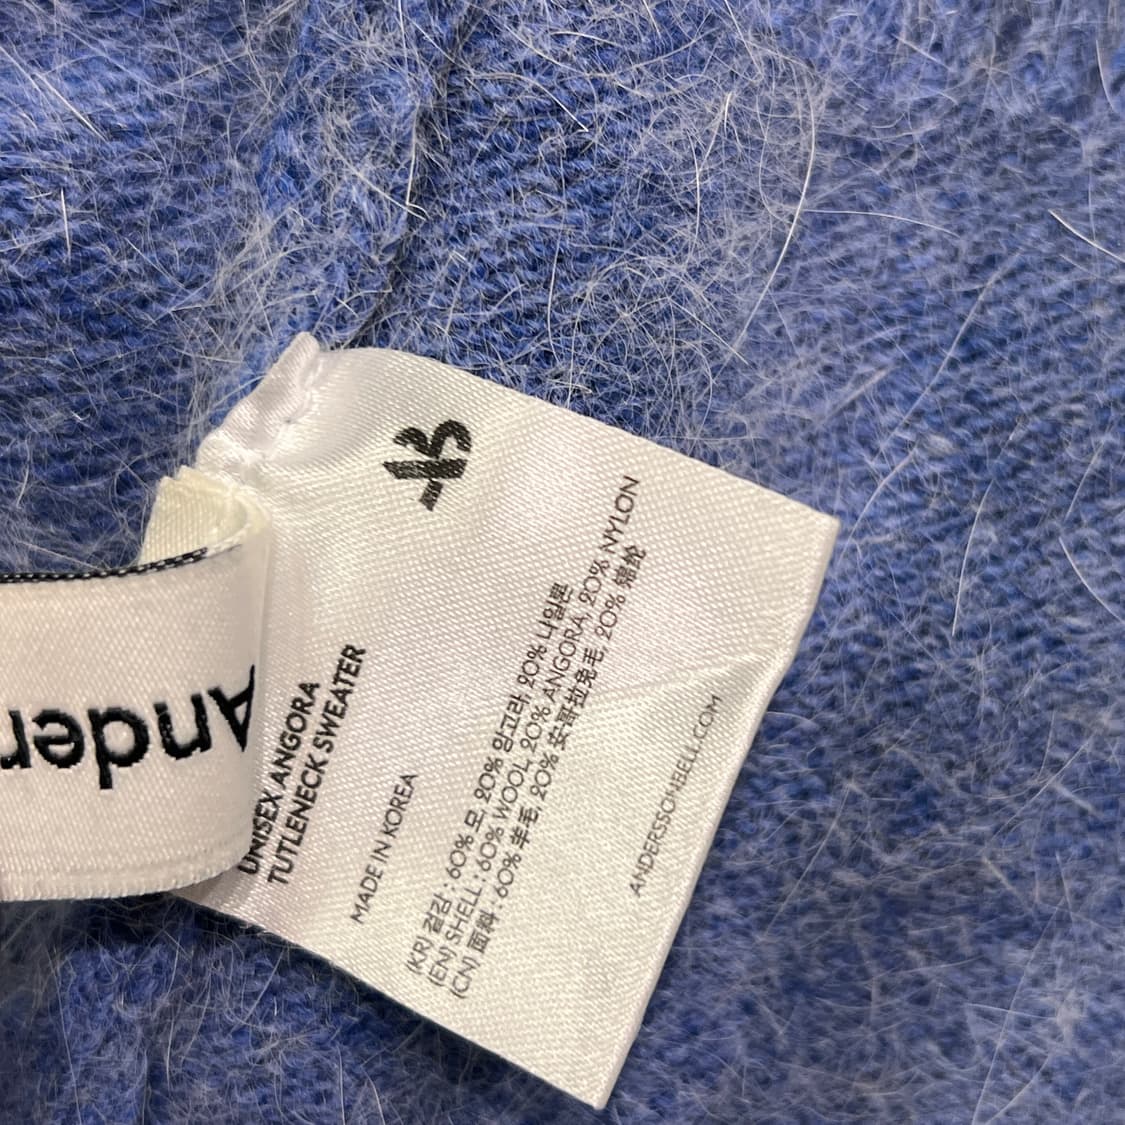 Ander
UNISEX ANGORA
TUTLENECK SWEATER
MADE IN KOREA
(KR) 겉감 : 60% 모, 20% 앙고라, 20% 나일론
(EN) SHELL : 60% WOOL, 20% ANGORA, 20% NYLON
(CN) 面料 : 60% 羊毛, 20% 安哥拉兔毛, 20% 锦纶
ANDERSSONBELL.COM